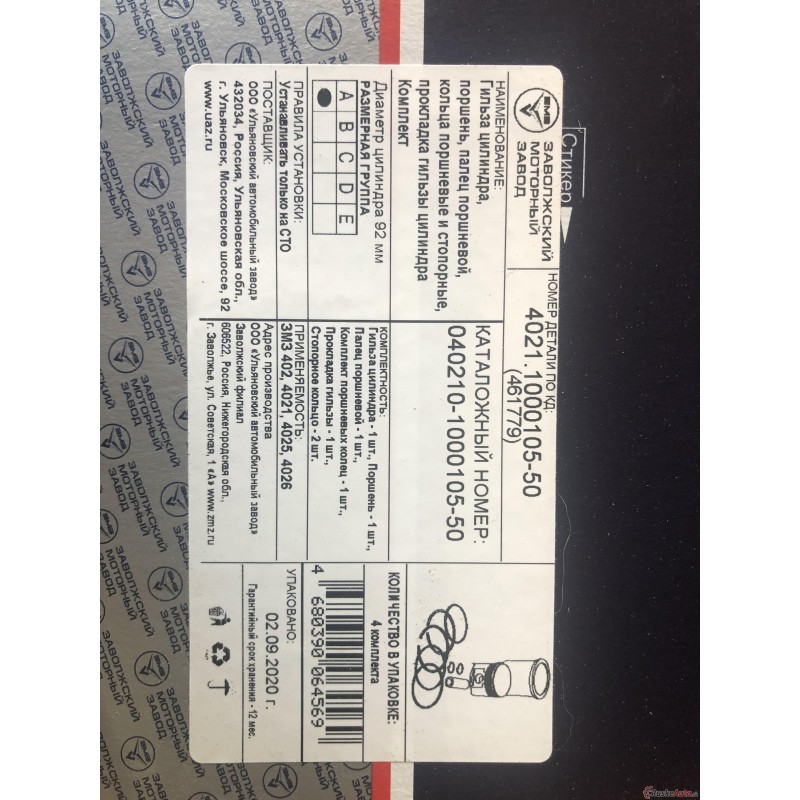 Стикер
ЗАВОЛЖСКИЙ
МОТОРНЫЙ
ЗАВОД
НОМЕР ДЕТАЛИ ПО КД:
4021.1000105-50
(461779)
НАИМЕНОВАНИЕ:
Гильза цилиндра,
поршень, палец поршневой,
кольца поршневые и стопорные,
прокладка гильзы цилиндра
Комплект
КАТАЛОЖНЫЙ НОМЕР:
040210-1000105-50
Диаметр цилиндра 92 мм
РАЗМЕРНАЯ ГРУППА
A B C D E
КОМПЛЕКТНОСТЬ:
Гильза цилиндра - 1 шт., Поршень - 1 шт.,
Палец поршневой - 1 шт.,
Комплект поршневых колец - 1 шт.,
Прокладка гильзы - 1 шт.,
Стопорное кольцо - 2 шт.
КОЛИЧЕСТВО В УПАКОВКЕ:
4 комплекта
4 680390 064569
ПРАВИЛА УСТАНОВКИ:
Устанавливать только на СТО
ПРИМЕНЯЕМОСТЬ:
ЗМЗ 402, 4021, 4025, 4026
УПАКОВАНО:
02.09.2020 г.
Гарантийный срок хранения - 12 мес.
ПОСТАВЩИК:
ООО «Ульяновский автомобильный завод»
432034, Россия, Ульяновская обл.,
г. Ульяновск, Московское шоссе, 92
www.uaz.ru
Адрес производства
ООО «Ульяновский автомобильный завод»
Заволжский филиал
606522, Россия, Нижегородская обл.,
г. Заволжье, ул. Советская, 1 «А» www.zmz.ru
ЗАВОЛЖСКИЙ
МОТОРНЫЙ
ЗАВОД